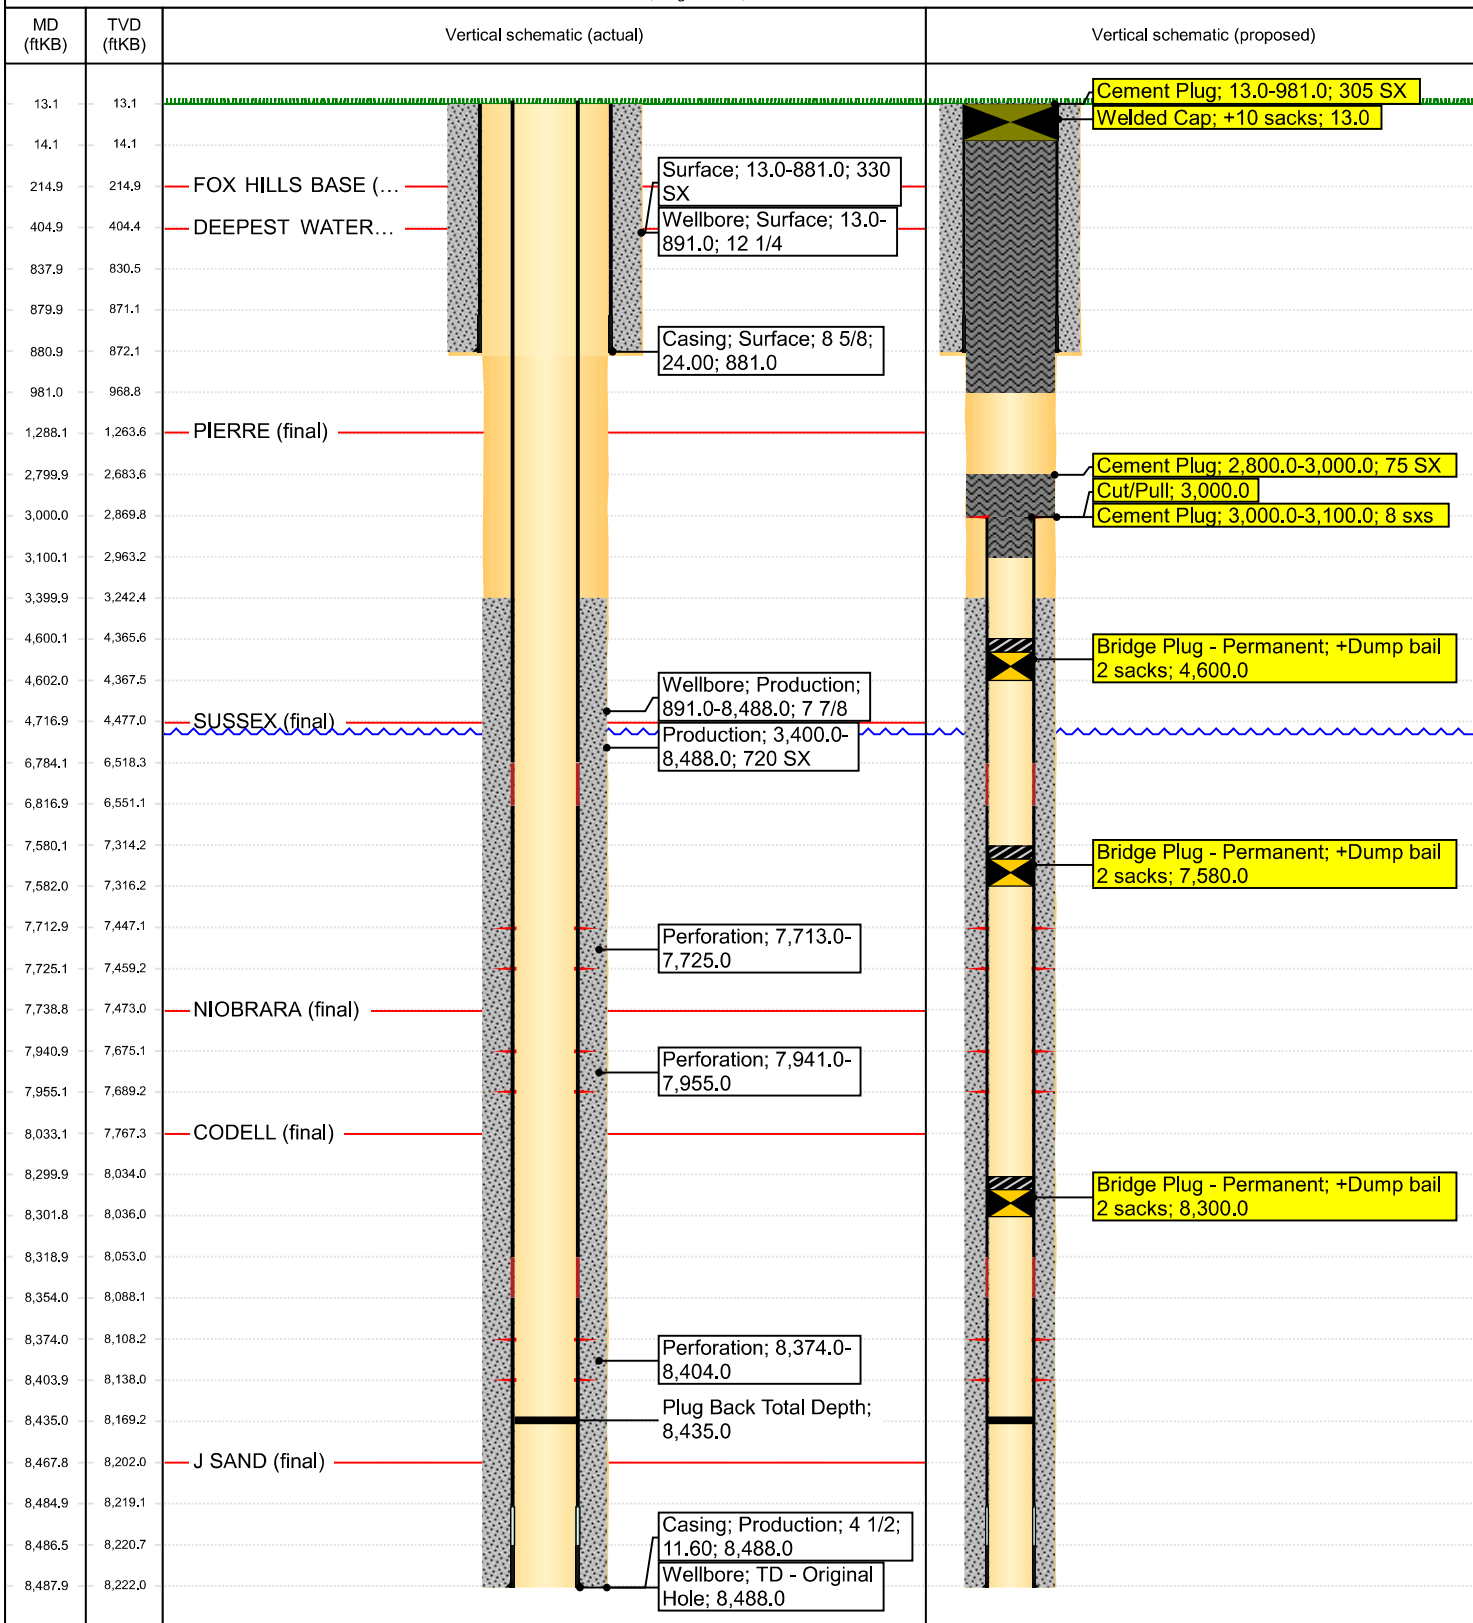 MD
(ftKB)
TVD
(ftKB)
Vertical schematic (actual)
Vertical schematic (proposed)
13.1 13.1
14.1 14.1
214.9 214.9
404.9 404.4
837.9 830.5
879.9 871.1
880.9 872.1
981.0 968.8
1,288.1 1,263.6
2,799.9 2,683.6
3,000.0 2,869.8
3,100.1 2,963.2
3,399.9 3,242.4
4,600.1 4,365.6
4,602.0 4,367.5
4,716.9 4,477.0
6,784.1 6,518.3
6,816.9 6,551.1
7,580.1 7,314.2
7,582.0 7,316.2
7,712.9 7,447.1
7,725.1 7,459.2
7,738.8 7,473.0
7,940.9 7,675.1
7,955.1 7,689.2
8,033.1 7,767.3
8,299.9 8,034.0
8,301.8 8,036.0
8,318.9 8,053.0
8,354.0 8,088.1
8,374.0 8,108.2
8,403.9 8,138.0
8,435.0 8,169.2
8,467.8 8,202.0
8,484.9 8,219.1
8,486.5 8,220.7
8,487.9 8,222.0
FOX HILLS BASE (...
DEEPEST WATER...
PIERRE (final)
SUSSEX (final)
NIOBRARA (final)
CODELL (final)
J SAND (final)
Surface; 13.0-881.0; 330
SX
Wellbore; Surface; 13.0-
891.0; 12 1/4
Casing; Surface; 8 5/8;
24.00; 881.0
Wellbore; Production;
891.0-8,488.0; 7 7/8
Production; 3,400.0-
8,488.0; 720 SX
Perforation; 7,713.0-
7,725.0
Perforation; 7,941.0-
7,955.0
Perforation; 8,374.0-
8,404.0
Plug Back Total Depth;
8,435.0
Casing; Production; 4 1/2;
11.60; 8,488.0
Wellbore; TD - Original
Hole; 8,488.0
Cement Plug; 13.0-981.0; 305 SX
Welded Cap; +10 sacks; 13.0
Cement Plug; 2,800.0-3,000.0; 75 SX
Cut/Pull; 3,000.0
Cement Plug; 3,000.0-3,100.0; 8 sxs
Bridge Plug - Permanent; +Dump bail
2 sacks; 4,600.0
Bridge Plug - Permanent; +Dump bail
2 sacks; 7,580.0
Bridge Plug - Permanent; +Dump bail
2 sacks; 8,300.0